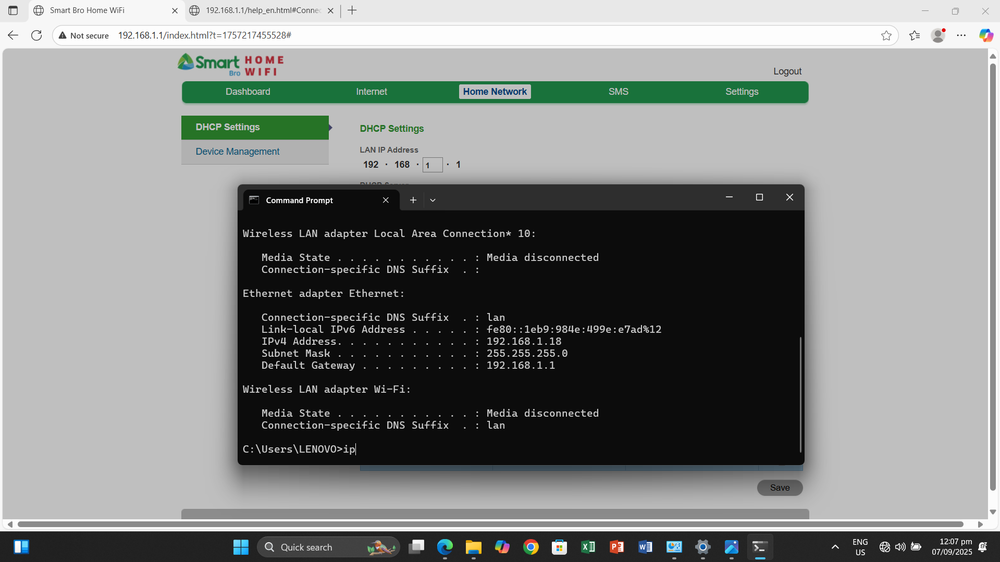 Smart Bro Home WiFi
192.168.1.1/help_en.html#Connec
Not secure
192.168.1.1/index.html?t=1757217455528#
Smart HOME
Bro WIFI
Logout
Dashboard
Internet
Home Network
SMS
Settings
DHCP Settings
Device Management
DHCP Settings
LAN IP Address
192 · 168 · 1 · 1
DHCP Server
Command Prompt
Wireless LAN adapter Local Area Connection* 10:
Media State . . . . . . . . . . . : Media disconnected
Connection-specific DNS Suffix  . :
Ethernet adapter Ethernet:
Connection-specific DNS Suffix  . : lan
Link-local IPv6 Address . . . . . : fe80::1eb9:984e:499e:e7ad%12
IPv4 Address. . . . . . . . . . . : 192.168.1.18
Subnet Mask . . . . . . . . . . . : 255.255.255.0
Default Gateway . . . . . . . . . : 192.168.1.1
Wireless LAN adapter Wi-Fi:
Media State . . . . . . . . . . . : Media disconnected
Connection-specific DNS Suffix  . : lan
C:\Users\LENOVO>ip
Save
Quick search
ENG
US
12:07 pm
07/09/2025